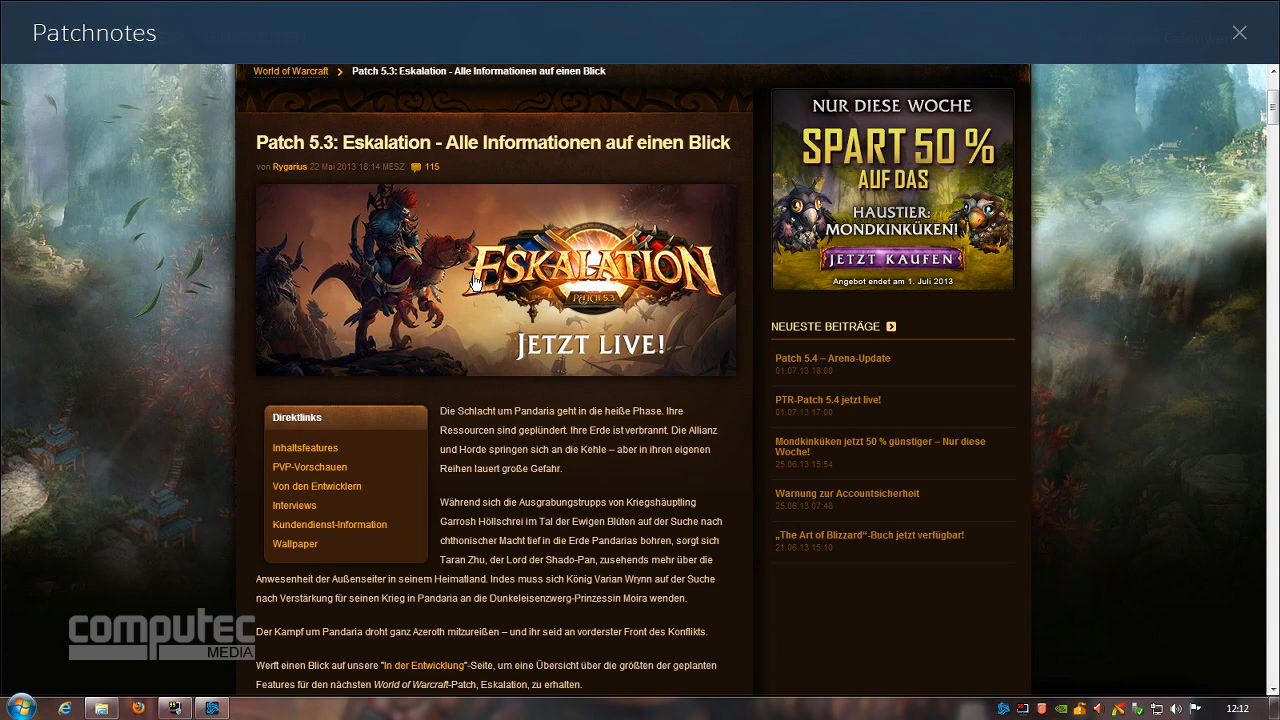 Patchnotes
World of Warcraft > Patch 5.3: Eskalation - Alle Informationen auf einen Blick
Patch 5.3: Eskalation - Alle Informationen auf einen Blick
von Rygarius 22 Mai 2013 18:14 MESZ 115
ESKALATION
PATCH 5.3
JETZT LIVE!
Direktlinks
Inhaltsfeatures
PVP-Vorschauen
Von den Entwicklern
Interviews
Kundendienst-Information
Wallpaper
Die Schlacht um Pandaria geht in die heiße Phase. Ihre
Ressourcen sind geplündert. Ihre Erde ist verbrannt. Die Allianz
und Horde springen sich an die Kehle – aber in ihren eigenen
Reihen lauert große Gefahr.
Während sich die Ausgrabungstrupps von Kriegshäuptling
Garrosh Höllschrei im Tal der Ewigen Blüten auf der Suche nach
chthonischer Macht tief in die Erde Pandarias bohren, sorgt sich
Taran Zhu, der Lord der Shado-Pan, zusehends mehr über die
Anwesenheit der Außenseiter in seinem Heimatland. Indes muss sich König Varian Wrynn auf der Suche
nach Verstärkung für seinen Krieg in Pandaria an die Dunkeleisenzwerg-Prinzessin Moira wenden.
Der Kampf um Pandaria droht ganz Azeroth mitzureißen – und ihr seid an vorderster Front des Konflikts.
Werft einen Blick auf unsere "In der Entwicklung"-Seite, um eine Übersicht über die größten der geplanten
Features für den nächsten World of Warcraft-Patch, Eskalation, zu erhalten.
NUR DIESE WOCHE
SPART 50 %
AUF DAS
HAUSTIER:
MONDKINKÜKEN!
JETZT KAUFEN
Angebot endet am 1. Juli 2013
NEUESTE BEITRÄGE
Patch 5.4 – Arena-Update
01.07.13 18:00
PTR-Patch 5.4 jetzt live!
01.07.13 17:00
Mondkinküken jetzt 50 % günstiger – Nur diese
Woche!
25.06.13 15:54
Warnung zur Accountsicherheit
25.06.13 07:48
„The Art of Blizzard“-Buch jetzt verfügbar!
21.06.13 15:10
computec
MEDIA
12:12